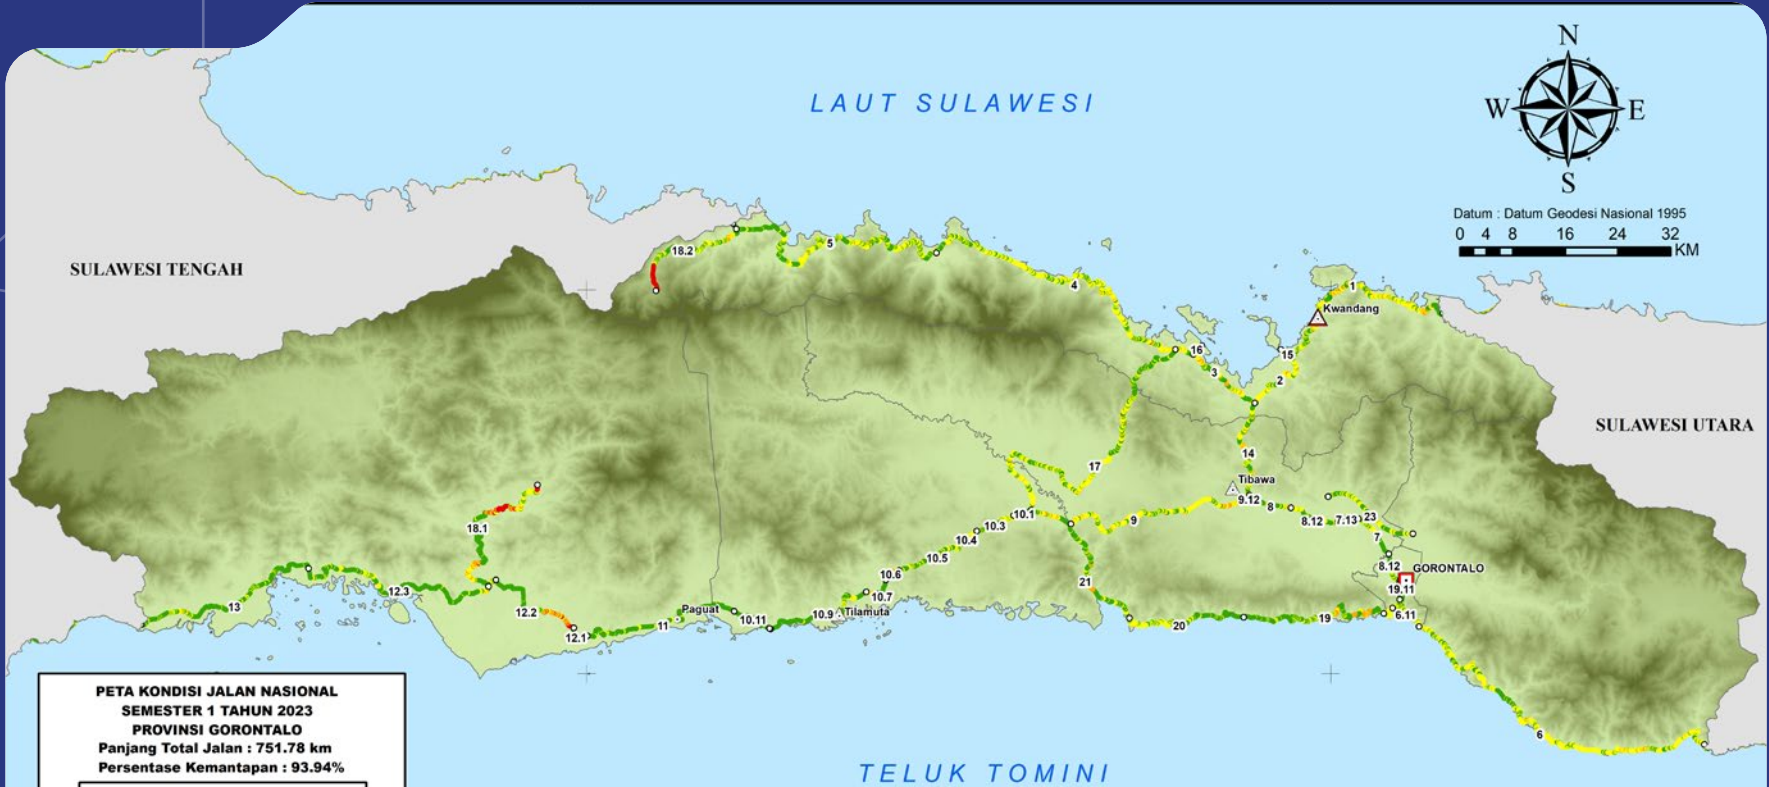 LAUT SULAWESI
N
W
E
S
Datum : Datum Geodesi Nasional 1995
0 4 8 16 24 32
KM
SULAWESI TENGAH
18.2
5
4
1
Kwandang
16
3
15
2
SULAWESI UTARA
17
14
Tibawa
9.12
8
8.12
7.13
23
7
9
10.1
10.3
10.4
10.5
10.6
10.7
18.1
8.12
GORONTALO
19.11
6.11
21
12.3
13
12.2
12.1
11
Paguat
10.11
10.9
Tilamuta
20
19
6
PETA KONDISI JALAN NASIONAL
SEMESTER 1 TAHUN 2023
PROVINSI GORONTALO
Panjang Total Jalan : 751.78 km
Persentase Kemantapan : 93.94%
TELUK TOMINI